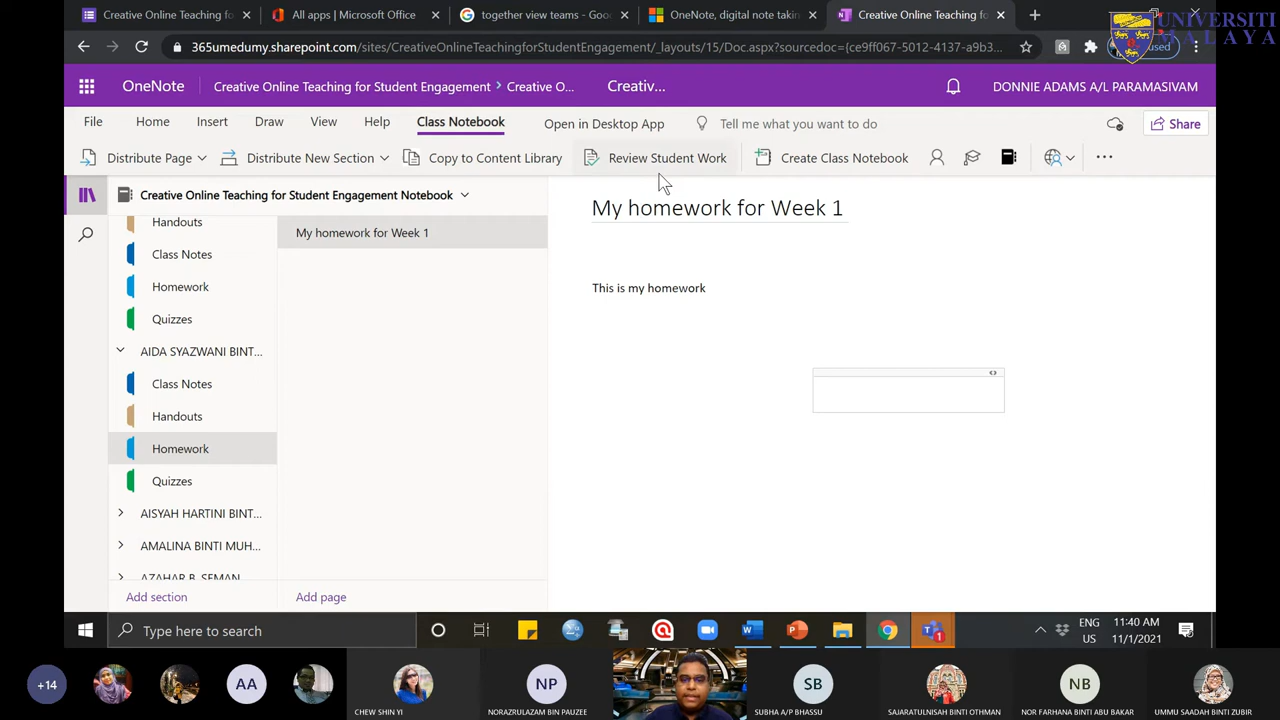 Creative Online Teaching for
All apps | Microsoft Office
together view teams - Goo
OneNote, digital note takin
Creative Online Teaching fo
UNIVERSITI
MALAYA
365umedumy.sharepoint.com/sites/CreativeOnlineTeachingforStudentEngagement/_layouts/15/Doc.aspx?sourcedoc={ce9ff067-5012-4137-a9b3...
OneNote
Creative Online Teaching for Student Engagement
Creative O...
Creativ...
DONNIE ADAMS A/L PARAMASIVAM
File
Home
Insert
Draw
View
Help
Class Notebook
Open in Desktop App
Tell me what you want to do
Share
Distribute Page
Distribute New Section
Copy to Content Library
Review Student Work
Create Class Notebook
Creative Online Teaching for Student Engagement Notebook
Handouts
Class Notes
Homework
Quizzes
AIDA SYAZWANI BINT...
Class Notes
Handouts
Homework
Quizzes
AISYAH HARTINI BINT...
AMALINA BINTI MUH...
AZAHAR B. SEMAN
Add section
My homework for Week 1
Add page
My homework for Week 1
This is my homework
Type here to search
ENG
US
11:40 AM
11/1/2021
+14
AA
CHEW SHIN YI
NP
NORAZRULAZAM BIN PAUZEE
SB
SUBHA A/P BHASSU
SAJARATULNISAH BINTI OTHMAN
NB
NOR FARHANA BINTI ABU BAKAR
UMMU SAADAH BINTI ZUBIR